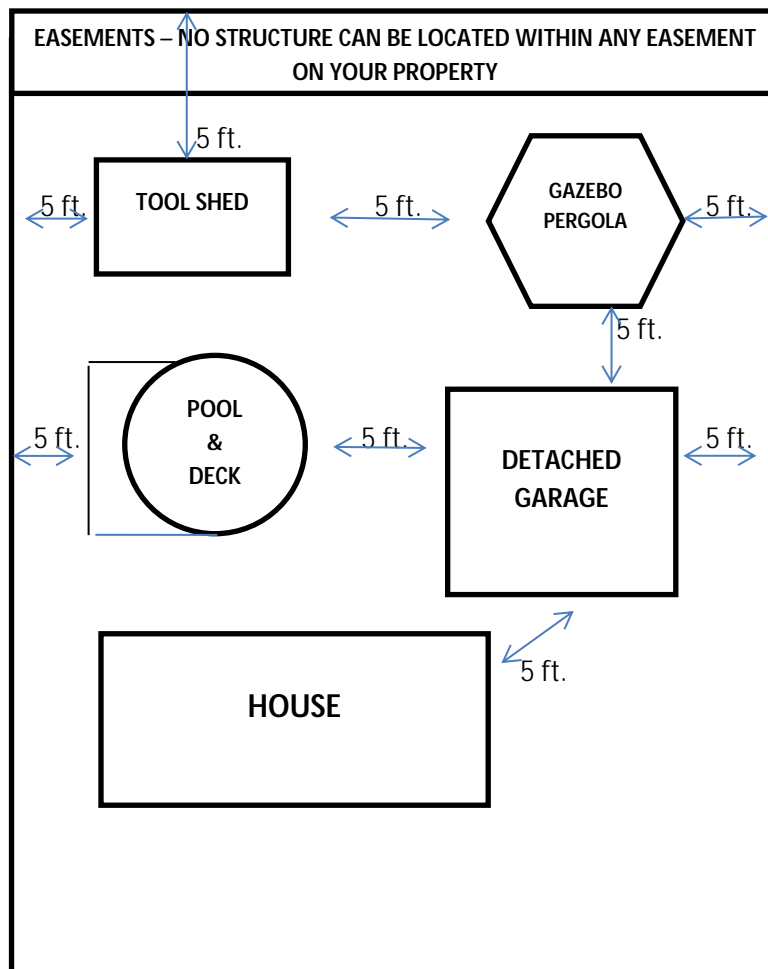 EASEMENTS – NO STRUCTURE CAN BE LOCATED WITHIN ANY EASEMENT
ON YOUR PROPERTY
5 ft.
TOOL SHED
5 ft.
5 ft.
GAZEBO
PERGOLA
5 ft.
5 ft.
5 ft.
POOL
&
DECK
5 ft.
DETACHED
GARAGE
5 ft.
HOUSE
5 ft.